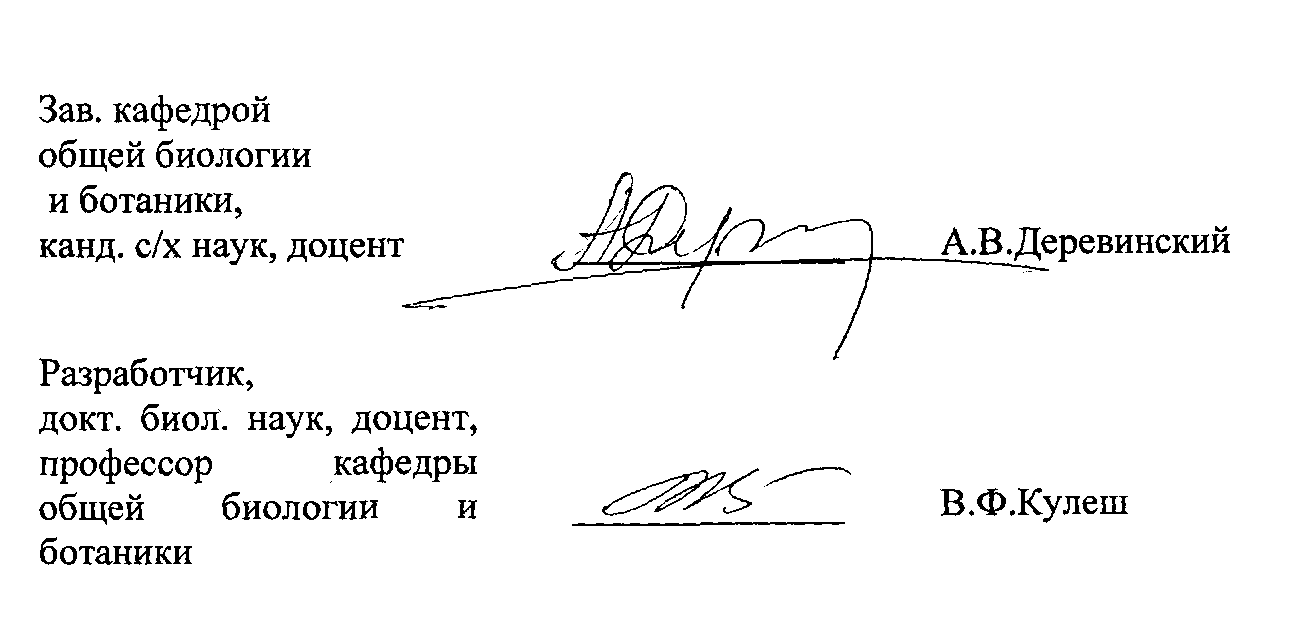 Зав. кафедрой
общей биологии
и ботаники,
канд. с/х наук, доцент А.В.Деревинский
Разработчик,
докт. биол. наук, доцент,
профессор кафедры
общей биологии и В.Ф.Кулеш
ботаники